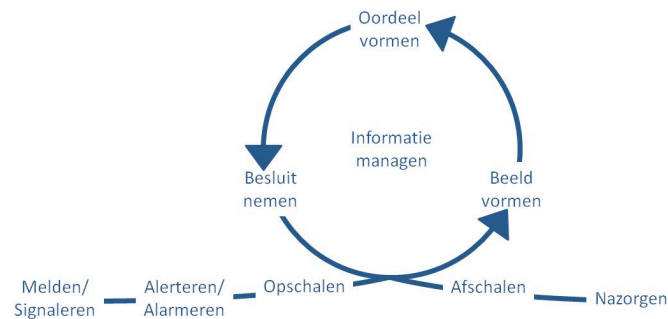 Oordeel
vormen
Informatie
managen
Besluit
nemen
Beeld
vormen
Melden/
Signaleren
Alerteren/
Alarmeren
Opschalen
Afschalen
Nazorgen